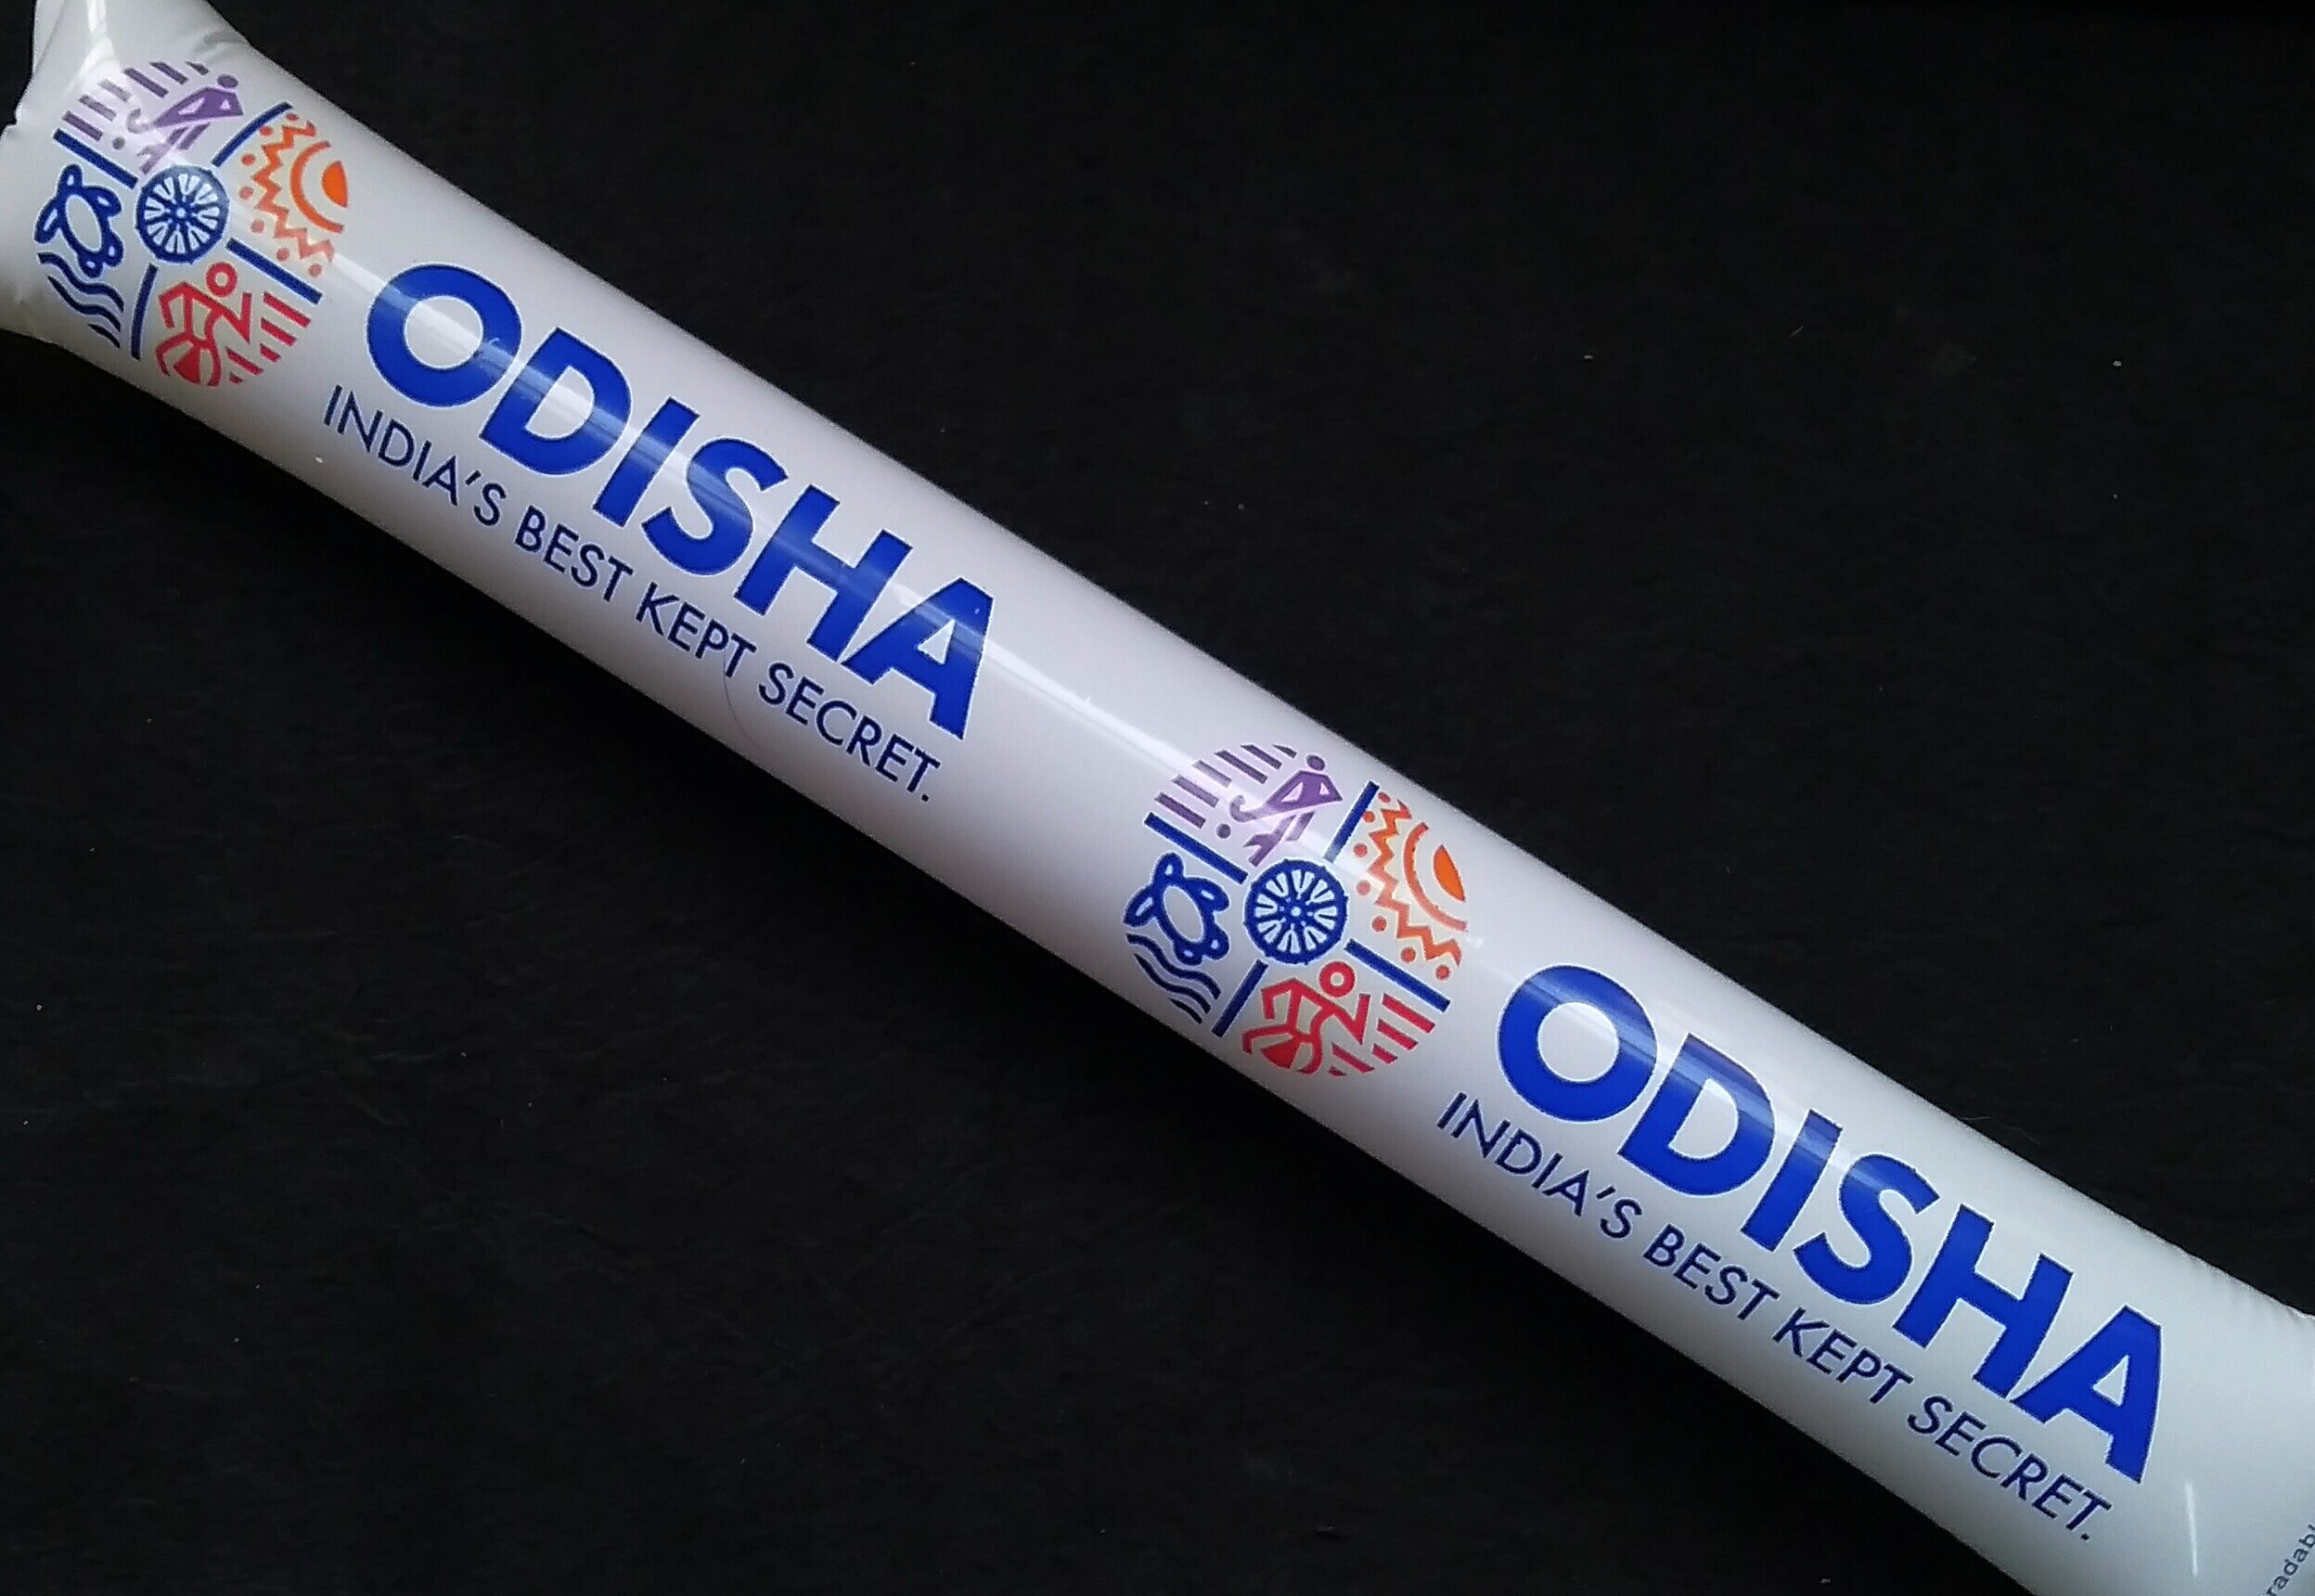 ODISHA
INDIA'S BEST KEPT SECRET.
ODISHA
INDIA'S BEST KEPT SECRET.